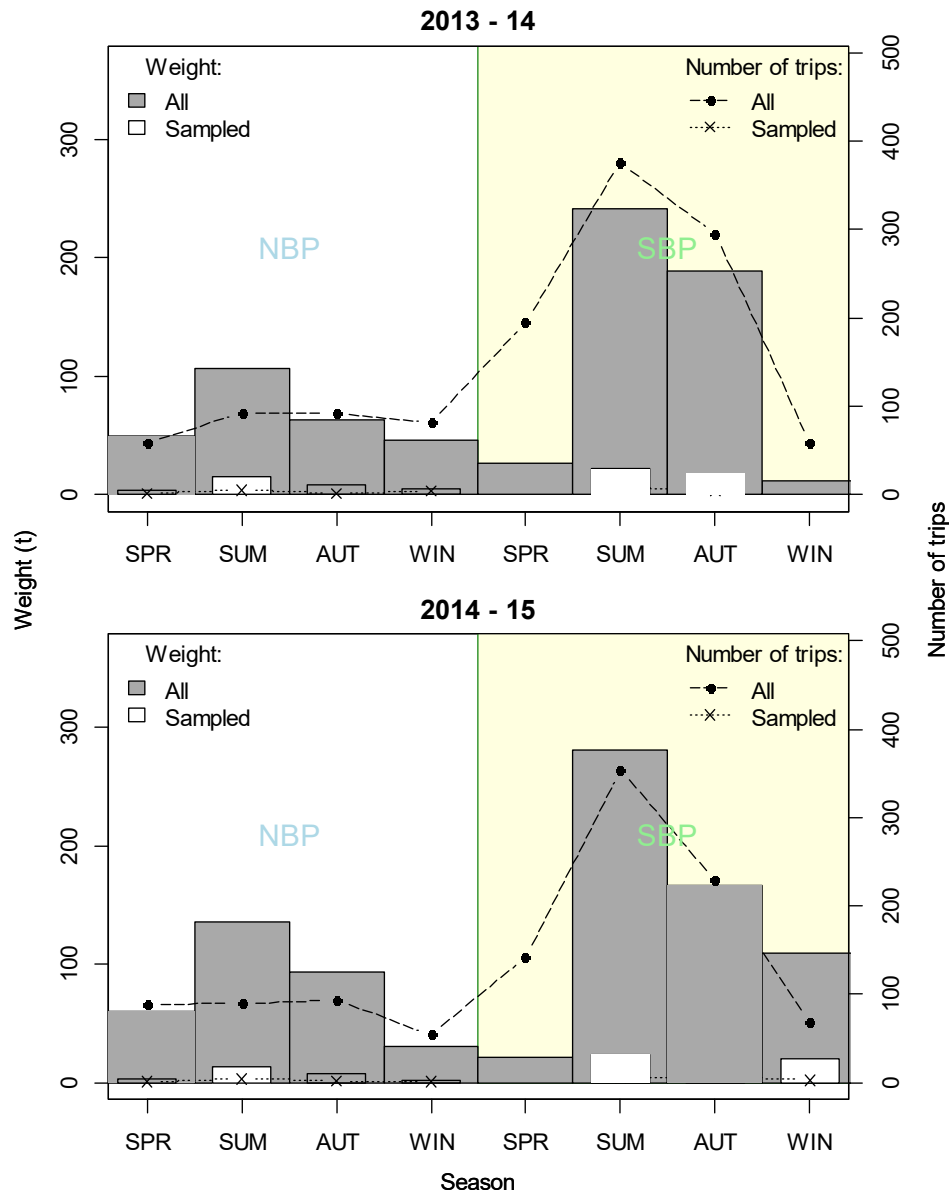 2013 - 14
Weight:
All
Sampled
Number of trips:
All
Sampled
NBP
SBP
0
100
200
300
0
100
200
300
400
500
SPR SUM AUT WIN SPR SUM AUT WIN
Weight (t)
Number of trips
2014 - 15
Weight:
All
Sampled
Number of trips:
All
Sampled
NBP
SBP
0
100
200
300
0
100
200
300
400
500
SPR SUM AUT WIN SPR SUM AUT WIN
Season